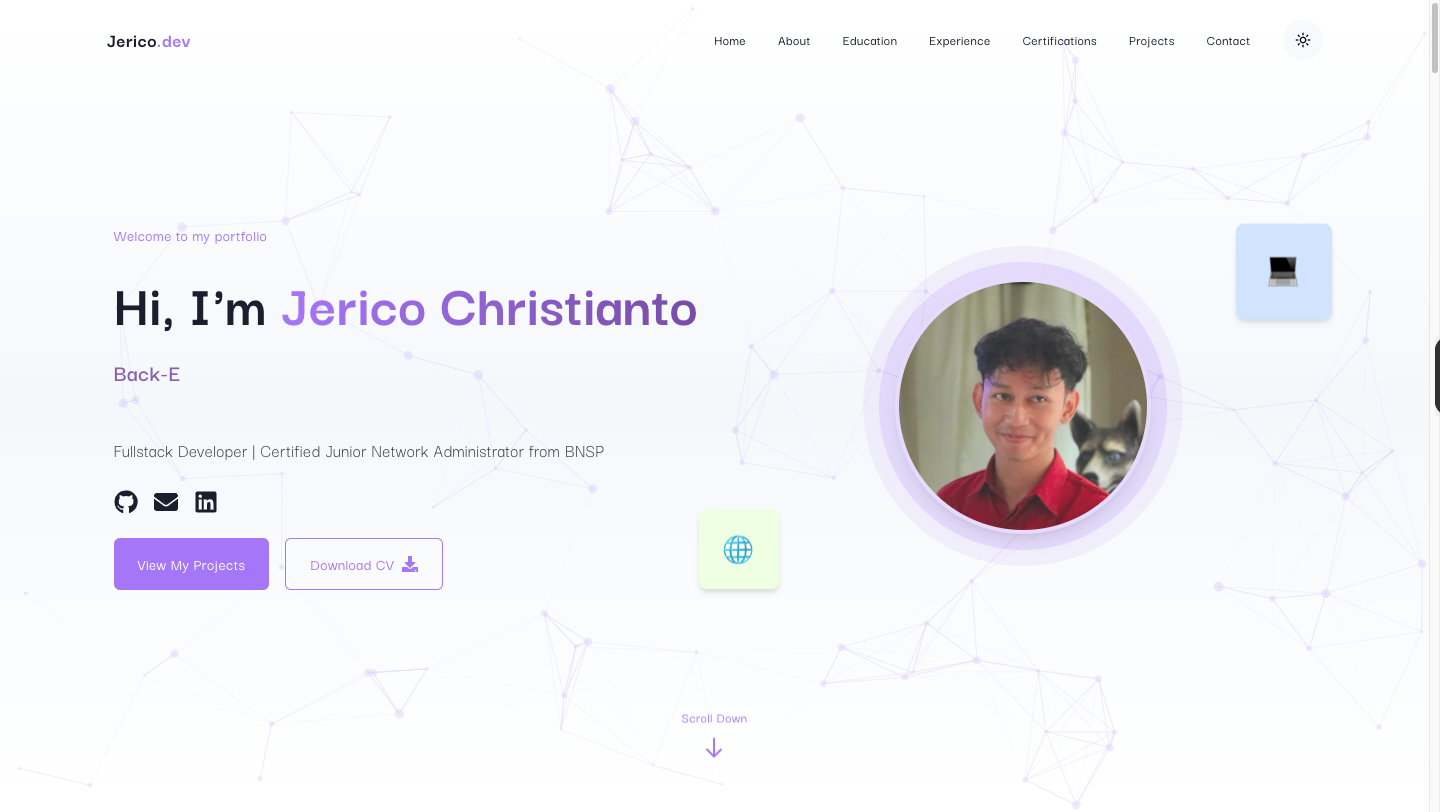 Jerico.dev
Home
About
Education
Experience
Certifications
Projects
Contact
Welcome to my portfolio
Hi, I'm Jerico Christianto
Back-E
Fullstack Developer | Certified Junior Network Administrator from BNSP
View My Projects
Download CV
Scroll Down